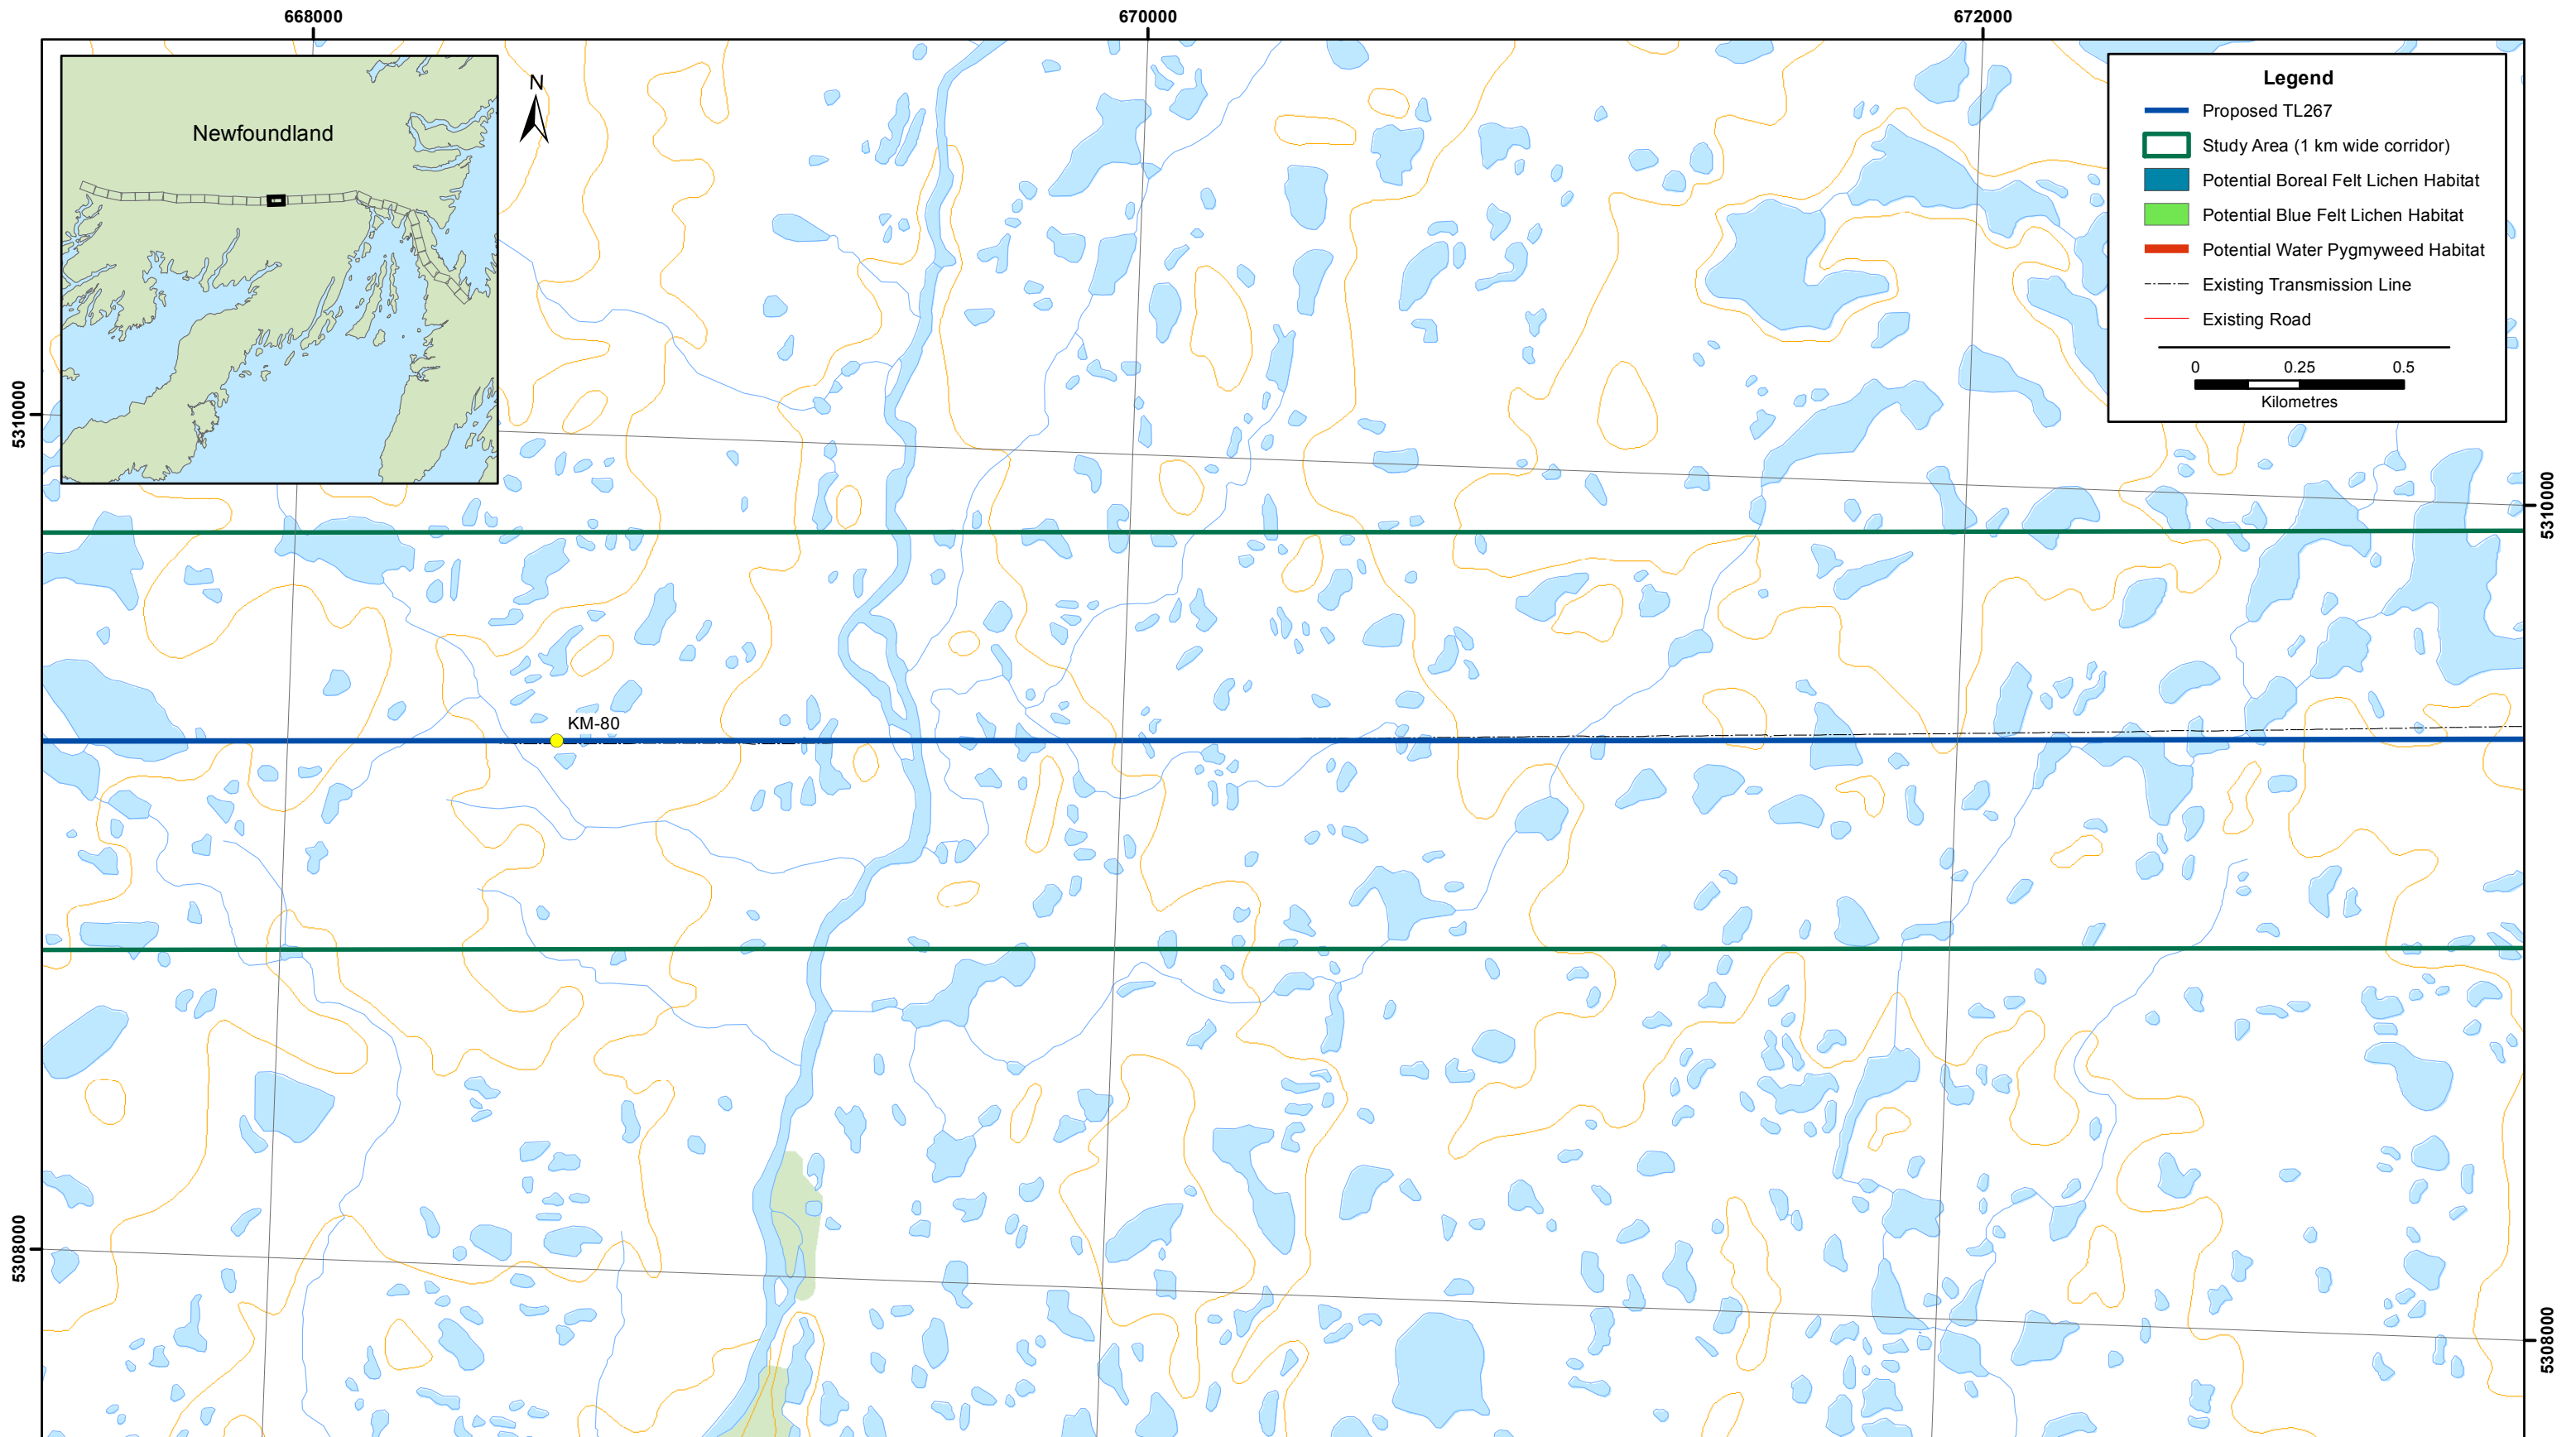 668000
670000
672000
Newfoundland
N
Legend
Proposed TL267
Study Area (1 km wide corridor)
Potential Boreal Felt Lichen Habitat
Potential Blue Felt Lichen Habitat
Potential Water Pygmyweed Habitat
Existing Transmission Line
Existing Road
0 0.25 0.5
Kilometres
5310000
5310000
KM-80
5308000
5308000